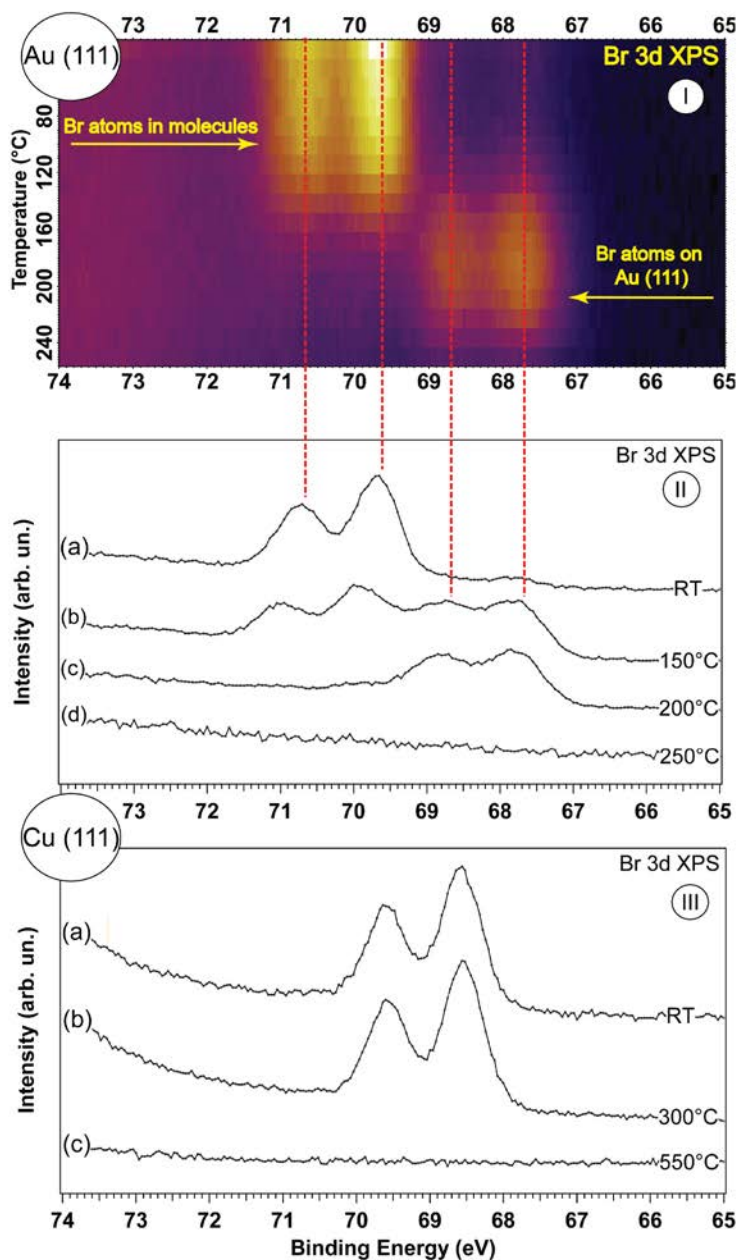 73 72 71 70 69 68 67 66 65
Au (111)
Br 3d XPS
I
Br atoms in molecules
Br atoms on
Au (111)
Temperature (°C)
80
120
160
200
240
74 73 72 71 70 69 68 67 66 65
Br 3d XPS
II
Intensity (arb. un.)
(a)
RT
(b)
150°C
(c)
200°C
(d)
250°C
73 72 71 70 69 68 67 66 65
Cu (111)
Br 3d XPS
III
Intensity (arb. un.)
(a)
RT
(b)
300°C
(c)
550°C
74 73 72 71 70 69 68 67 66 65
Binding Energy (eV)